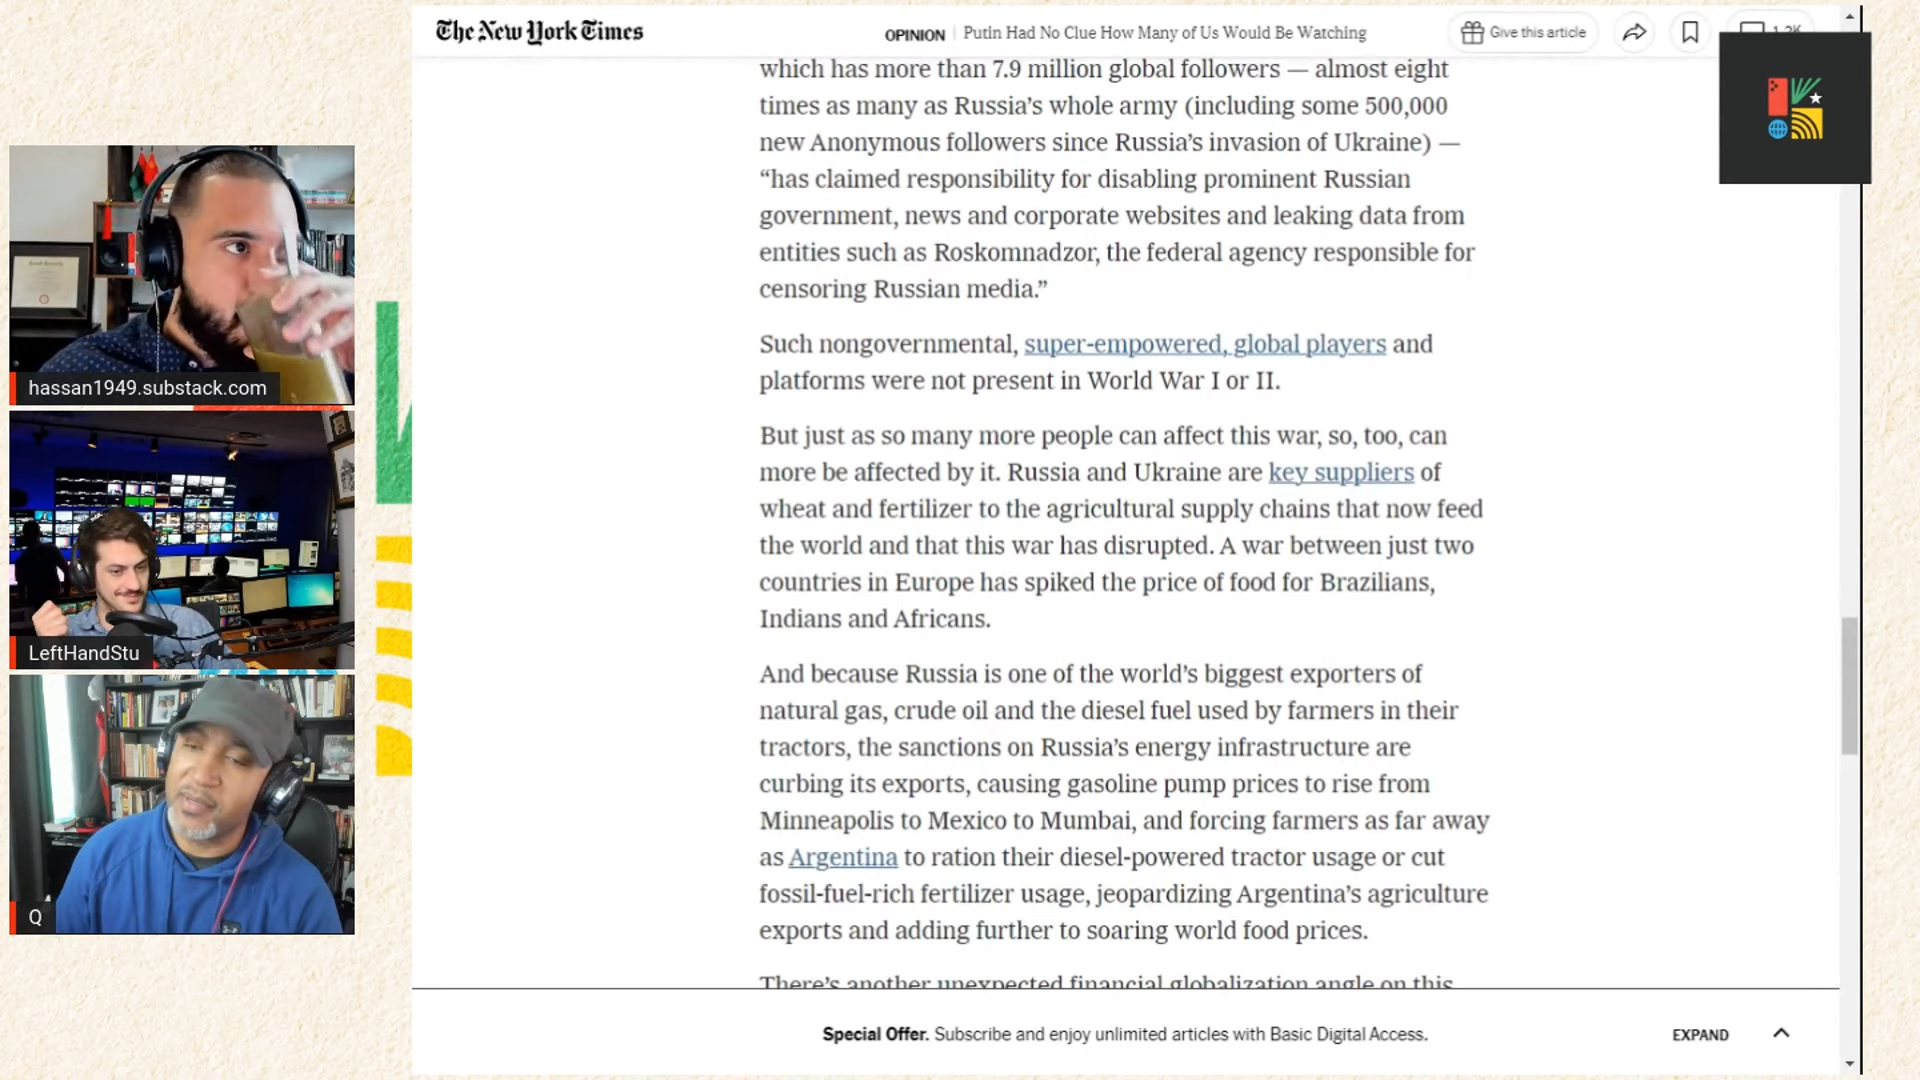 The New York Times
OPINION | Putin Had No Clue How Many of Us Would Be Watching
Give this article
which has more than 7.9 million global followers — almost eight
times as many as Russia’s whole army (including some 500,000
new Anonymous followers since Russia’s invasion of Ukraine) —
“has claimed responsibility for disabling prominent Russian
government, news and corporate websites and leaking data from
entities such as Roskomnadzor, the federal agency responsible for
censoring Russian media.”
Such nongovernmental, super-empowered, global players and
platforms were not present in World War I or II.
But just as so many more people can affect this war, so, too, can
more be affected by it. Russia and Ukraine are key suppliers of
wheat and fertilizer to the agricultural supply chains that now feed
the world and that this war has disrupted. A war between just two
countries in Europe has spiked the price of food for Brazilians,
Indians and Africans.
And because Russia is one of the world’s biggest exporters of
natural gas, crude oil and the diesel fuel used by farmers in their
tractors, the sanctions on Russia’s energy infrastructure are
curbing its exports, causing gasoline pump prices to rise from
Minneapolis to Mexico to Mumbai, and forcing farmers as far away
as Argentina to ration their diesel-powered tractor usage or cut
fossil-fuel-rich fertilizer usage, jeopardizing Argentina’s agriculture
exports and adding further to soaring world food prices.
There’s another unexpected financial globalization angle on this
Special Offer. Subscribe and enjoy unlimited articles with Basic Digital Access.
EXPAND
hassan1949.substack.com
LeftHandStu
Q